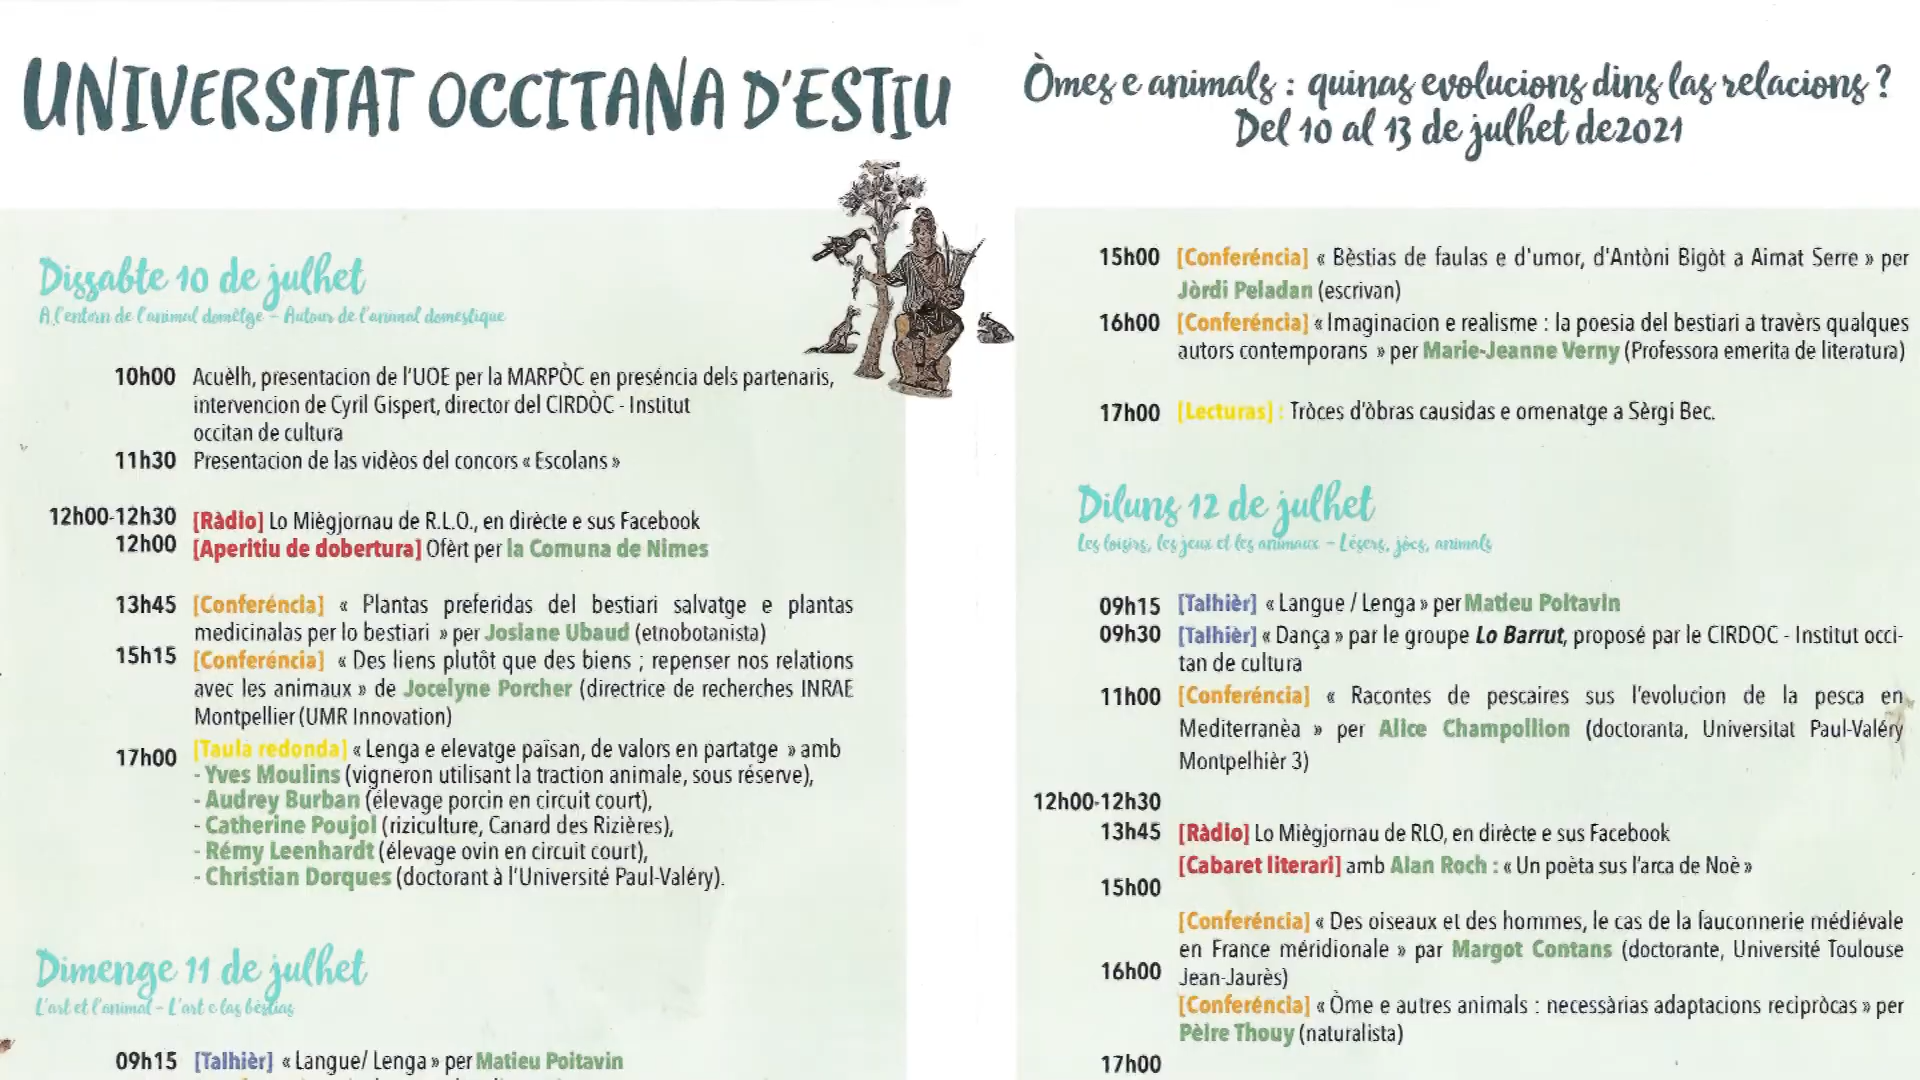 UNIVERSITAT OCCITANA D'ESTIU
Dissabte 10 de julhet
A l'entorn de l'animal domètge – Autour de l'animal domestique
10h00 Acuèlh, presentacion de l'UOE per la MARPÒC en preséncia dels partenaris,
intervencion de Cyril Gispert, director del CIRDÒC - Institut
occitan de cultura
11h30 Presentacion de las vidèos del concors « Escolans »
12h00-12h30 [Ràdio] Lo Miègjornau de R.L.O., en dirècte e sus Facebook
12h00 [Aperitiu de dobertura] Ofèrt per la Comuna de Nimes
13h45 [Conferéncia] « Plantas preferidas del bestiari salvatge e plantas
medicinalas per lo bestiari » per Josiane Ubaud (etnobotanista)
15h15 [Conferéncia] « Des liens plutôt que des biens ; repenser nos relations
avec les animaux » de Jocelyne Porcher (directrice de recherches INRAE
Montpellier (UMR Innovation)
17h00 [Taula redonda] « Lenga e elevatge païsan, de valors en partatge » amb
- Yves Moulins (vigneron utilisant la traction animale, sous réserve),
- Audrey Burban (élevage porcin en circuit court),
- Catherine Poujol (riziculture, Canard des Rizières),
- Rémy Leenhardt (élevage ovin en circuit court),
- Christian Dorques (doctorant à l'Université Paul-Valéry).
Dimenge 11 de julhet
L'art et l'animal – L'art e las bèstias
09h15 [Talhièr] « Langue/ Lenga » per Matieu Poitavin
Òmes e animals : quinas evolucions dins las relacions ?
Del 10 al 13 de julhet de2021
15h00 [Conferéncia] « Bèstias de faulas e d'umor, d'Antòni Bigòt a Aimat Serre » per
Jòrdi Peladan (escrivan)
16h00 [Conferéncia] « Imaginacion e realisme : la poesia del bestiari a travèrs qualques
autors contemporans » per Marie-Jeanne Verny (Professora emerita de literatura)
17h00 [Lecturas] : Tròces d'òbras causidas e omenatge a Sèrgi Bec.
Diluns 12 de julhet
Les loisirs, les jeux et les animaux – Lésers, jòcs, animals
09h15 [Talhièr] « Langue / Lenga » per Matieu Poitavin
09h30 [Talhièr] « Dança » par le groupe Lo Barrut, proposé par le CIRDOC - Institut occi-
tan de cultura
11h00 [Conferéncia] « Racontes de pescaires sus l'evolucion de la pesca en
Mediterranèa » per Alice Champollion (doctoranta, Universitat Paul-Valéry
Montpelhièr 3)
12h00-12h30
13h45 [Ràdio] Lo Miègjornau de RLO, en dirècte e sus Facebook
[Cabaret literari] amb Alan Roch : « Un poèta sus l'arca de Noè »
15h00
[Conferéncia] « Des oiseaux et des hommes, le cas de la fauconnerie médiévale
en France méridionale » par Margot Contans (doctorante, Université Toulouse
16h00 Jean-Jaurès)
[Conferéncia] « Òme e autres animals : necessàrias adaptacions recipròcas » per
Pèire Thouy (naturalista)
17h00